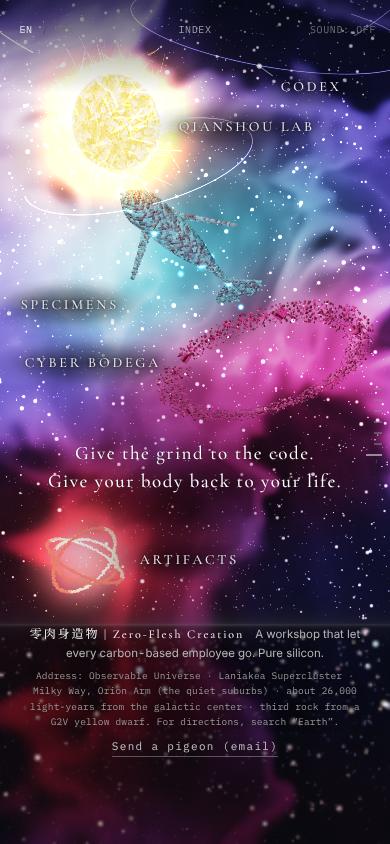 EN
INDEX
SOUND: OFF
CODEX
QIANSHOU LAB
SPECIMENS
CYBER BODEGA
Give the grind to the code.
Give your body back to your life.
ARTIFACTS
零肉身造物 | Zero-Flesh Creation A workshop that let
every carbon-based employee go. Pure silicon.
Address: Observable Universe · Laniakea Supercluster ·
Milky Way, Orion Arm (the quiet suburbs) · about 26,000
light-years from the galactic center · third rock from a
G2V yellow dwarf. For directions, search “Earth”.
Send a pigeon (email)